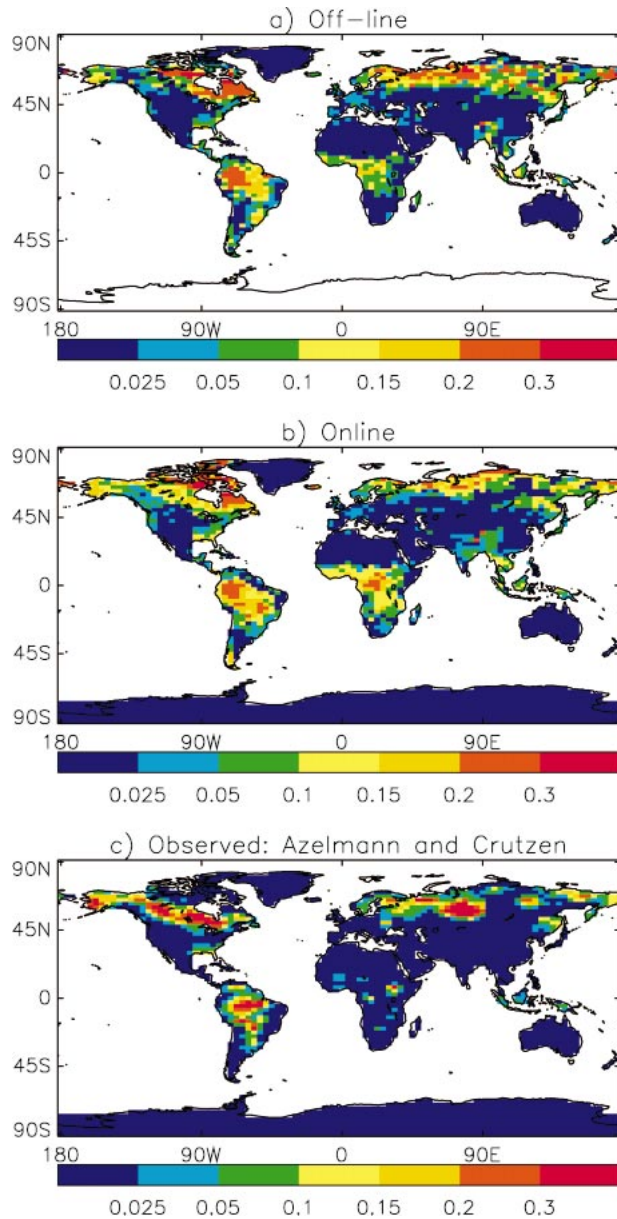 a) Off-line
90N
45N
0
45S
90S
180 90W 0 90E
0.025 0.05 0.1 0.15 0.2 0.3
b) Online
90N
45N
0
45S
90S
180 90W 0 90E
0.025 0.05 0.1 0.15 0.2 0.3
c) Observed: Azelmann and Crutzen
90N
45N
0
45S
90S
180 90W 0 90E
0.025 0.05 0.1 0.15 0.2 0.3